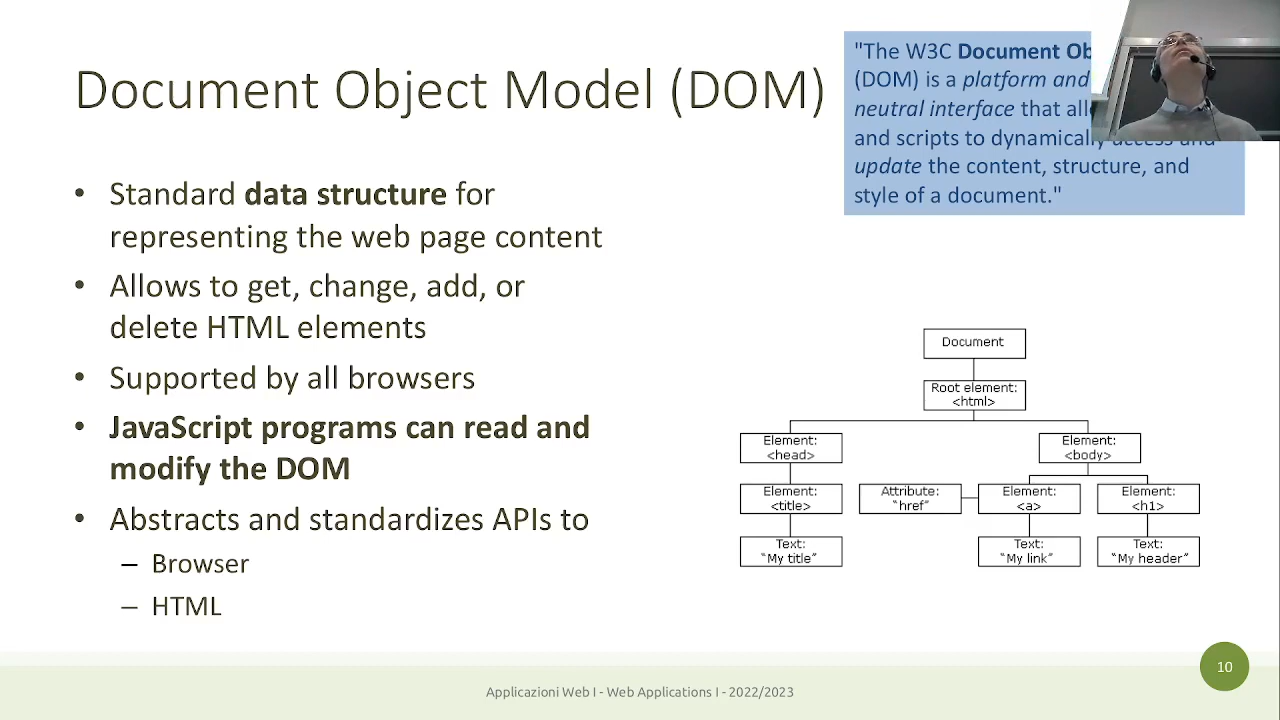 Document Object Model (DOM)
"The W3C Document Ob
(DOM) is a platform and
neutral interface that
and scripts to dynamically access and
update the content, structure, and
style of a document."
• Standard data structure for
representing the web page content
• Allows to get, change, add, or
delete HTML elements
• Supported by all browsers
• JavaScript programs can read and
modify the DOM
• Abstracts and standardizes APIs to
– Browser
– HTML
Document
Root element:
<html>
Element:
<head>
Element:
<body>
Element:
<title>
Attribute:
"href"
Element:
<a>
Element:
<h1>
Text:
"My title"
Text:
"My link"
Text:
"My header"
Applicazioni Web I - Web Applications I - 2022/2023
10